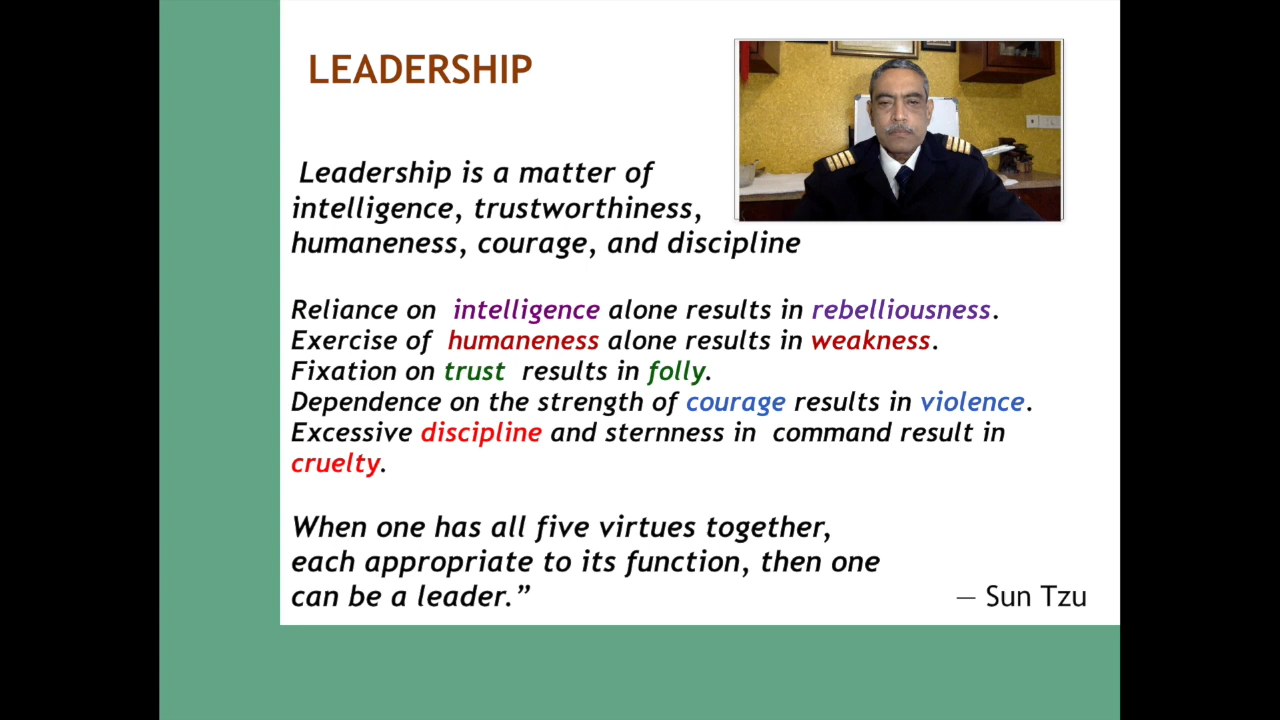 LEADERSHIP
Leadership is a matter of
intelligence, trustworthiness,
humaneness, courage, and discipline
Reliance on intelligence alone results in rebelliousness.
Exercise of humaneness alone results in weakness.
Fixation on trust results in folly.
Dependence on the strength of courage results in violence.
Excessive discipline and sternness in command result in
cruelty.
When one has all five virtues together,
each appropriate to its function, then one
can be a leader.”
— Sun Tzu